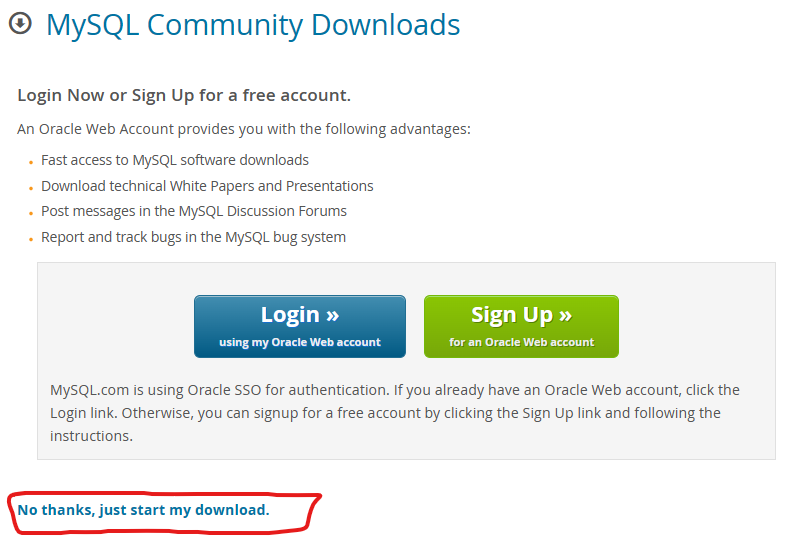 MySQL Community Downloads
Login Now or Sign Up for a free account.
An Oracle Web Account provides you with the following advantages:
Fast access to MySQL software downloads
Download technical White Papers and Presentations
Post messages in the MySQL Discussion Forums
Report and track bugs in the MySQL bug system
Login »
using my Oracle Web account
Sign Up »
for an Oracle Web account
MySQL.com is using Oracle SSO for authentication. If you already have an Oracle Web account, click the
Login link. Otherwise, you can signup for a free account by clicking the Sign Up link and following the
instructions.
No thanks, just start my download.